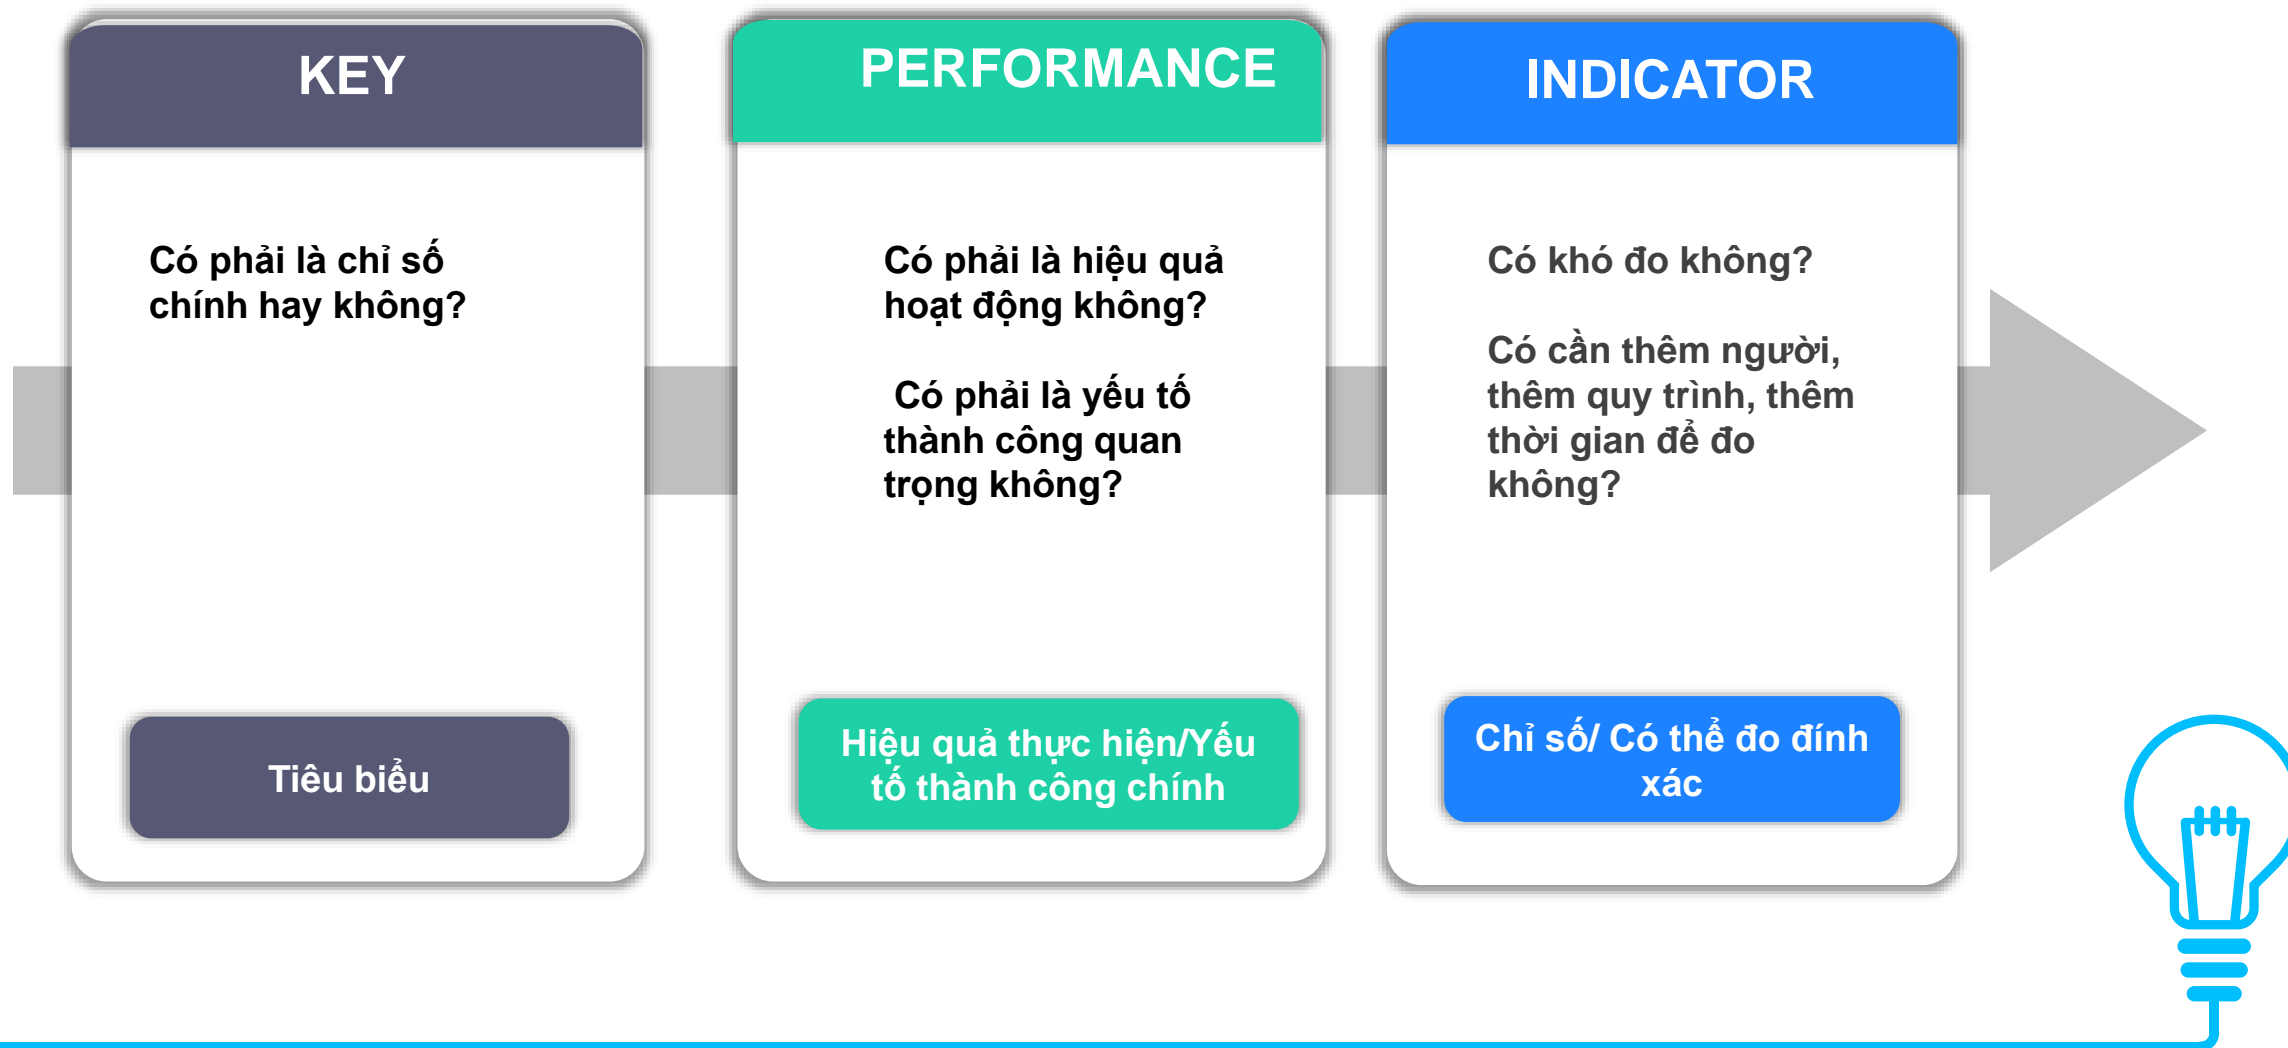 KEY
Có phải là chỉ số
chính hay không?
Tiêu biểu
PERFORMANCE
Có phải là hiệu quả
hoạt động không?
Có phải là yếu tố
thành công quan
trọng không?
Hiệu quả thực hiện/Yếu
tố thành công chính
INDICATOR
Có khó đo không?
Có cần thêm người,
thêm quy trình, thêm
thời gian để đo
không?
Chỉ số/ Có thể đo đính
xác